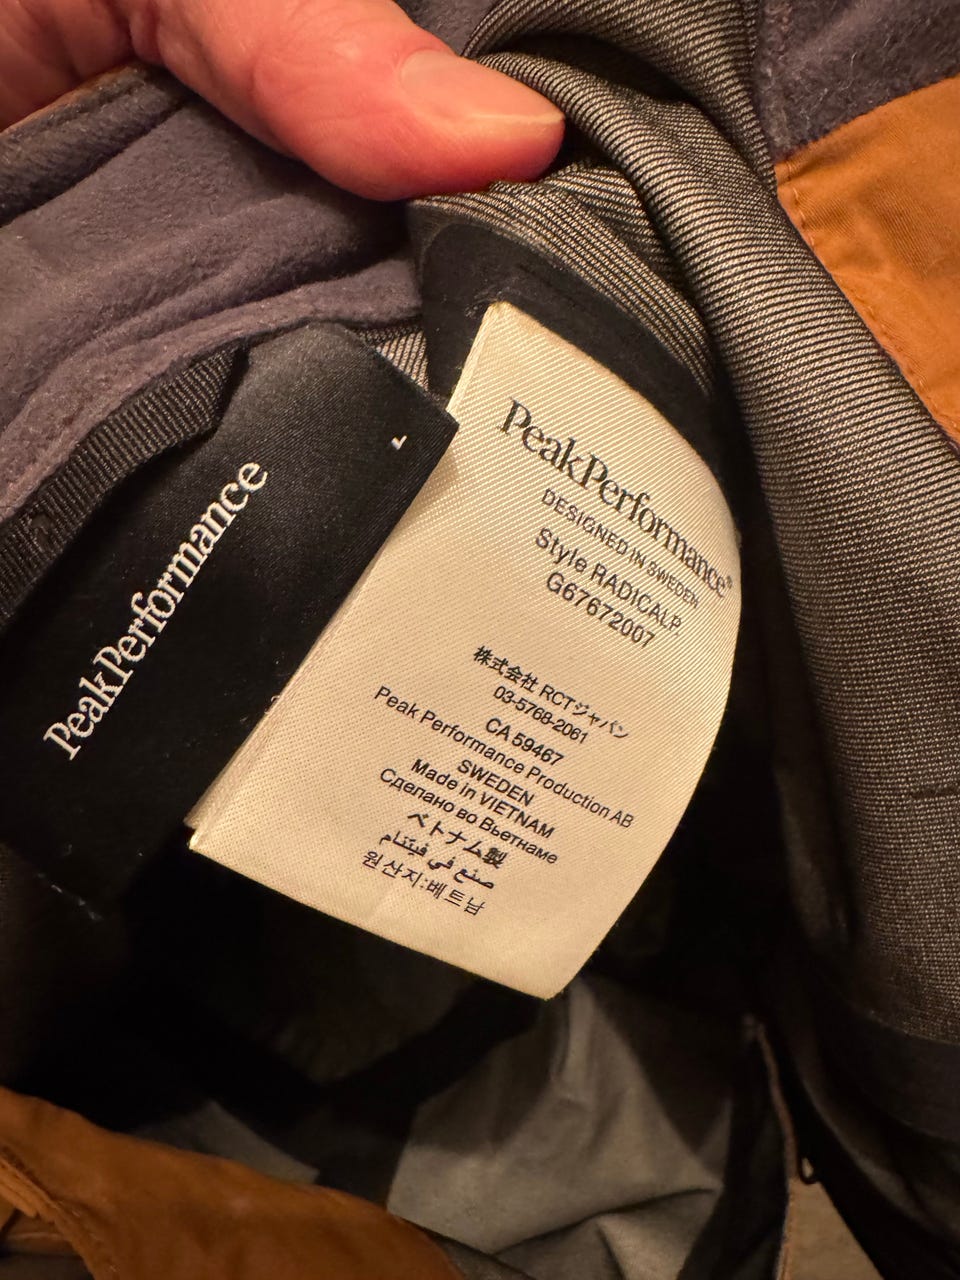 PeakPerformance
PeakPerformance®
DESIGNED IN SWEDEN
Style RADICALP,
G67672007
株式会社 RCTジャパン
03-5768-2061
CA 59467
Peak Performance Production AB
SWEDEN
Made in VIETNAM
Сделано во Вьетнаме
ベトナム製
صنع في فيتنام
원산지:베트남